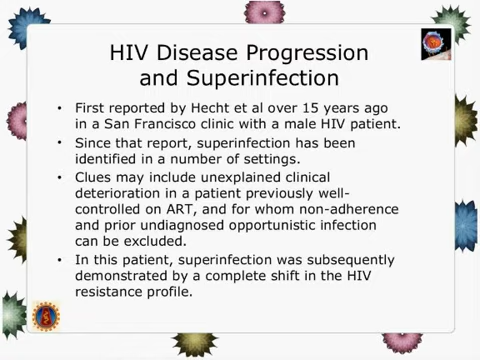 HIV Disease Progression
and Superinfection
• First reported by Hecht et al over 15 years ago
in a San Francisco clinic with a male HIV patient.
• Since that report, superinfection has been
identified in a number of settings.
• Clues may include unexplained clinical
deterioration in a patient previously well-
controlled on ART, and for whom non-adherence
and prior undiagnosed opportunistic infection
can be excluded.
• In this patient, superinfection was subsequently
demonstrated by a complete shift in the HIV
resistance profile.